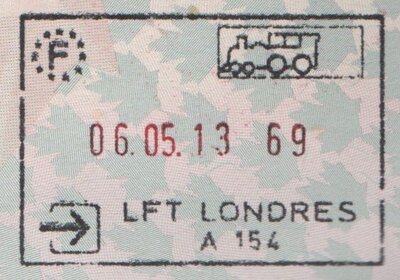 F
06.05.13 69
LFT LONDRES
A 154